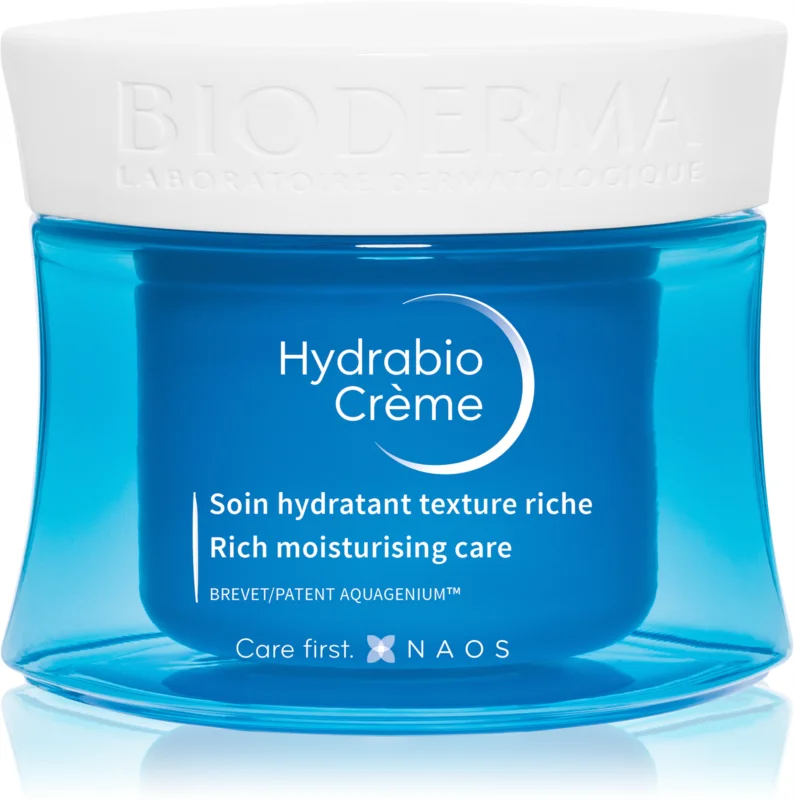 BIODERMA
LABORATOIRE DERMATOLOGIQUE
Hydrabio
Crème
Soin hydratant texture riche
Rich moisturising care
BREVET/PATENT AQUAGENIUM™
Care first. NAOS